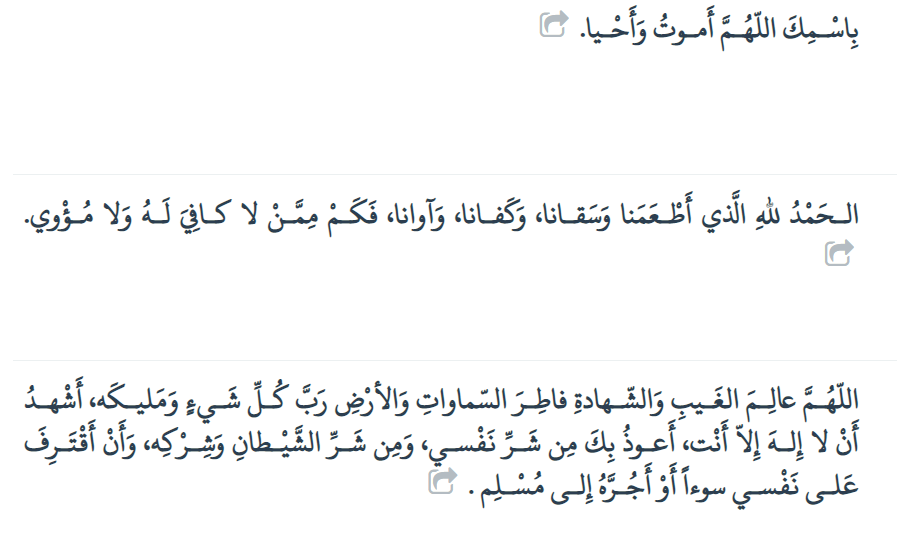 بِاسْـمِكَ اللّهُـمَّ أَمـوتُ وَأَحْـيا.
الـحَمْدُ للهِ الَّذي أَطْـعَمَنا وَسَقـانا، وَكَفـانا، وَآوانا، فَكَـمْ مِمَّـنْ لا كـافِيَ لَـهُ وَلا مُـؤْوي.
اللّهُـمَّ عالِـمَ الغَـيبِ وَالشّـهادةِ فاطِـرَ السّماواتِ وَالأرْضِ رَبَّ كُـلِّ شَـيءٍ وَمَليـكَه، أَشْهـدُ
أَنْ لا إِلـهَ إِلاّ أَنْت، أَعـوذُ بِكَ مِن شَـرِّ نَفْسـي، وَمِن شَـرِّ الشَّيْـطانِ وَشِـرْكِه، وَأَنْ أَقْتَـرِفَ
عَلـى نَفْسـي سوءاً أَوْ أَجُـرَّهُ إِلـى مُسْـلِم .